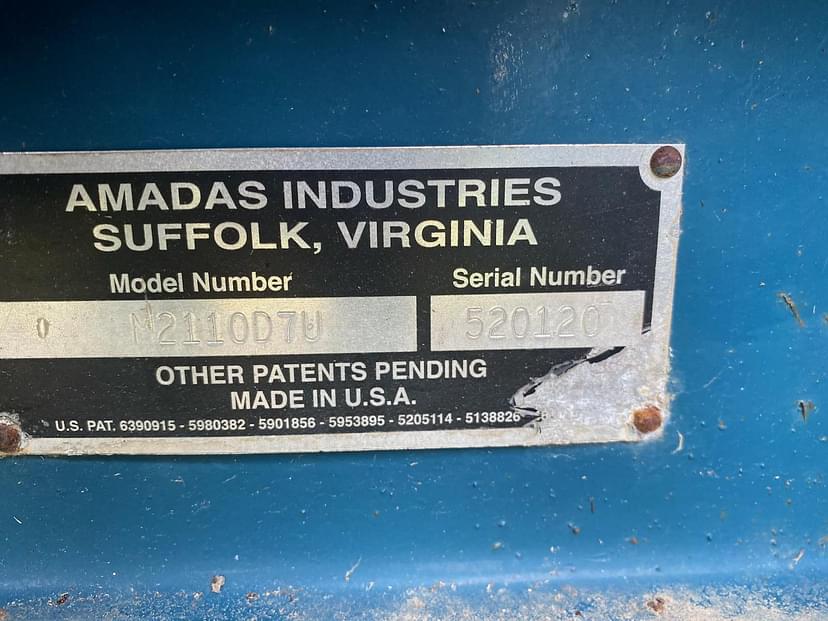 AMADAS INDUSTRIES
SUFFOLK, VIRGINIA
Model Number Serial Number
0 M2110D7U 520120
OTHER PATENTS PENDING
MADE IN U.S.A.
U.S. PAT. 6390915 - 5980382 - 5901856 - 5953895 - 5205114 - 5138826